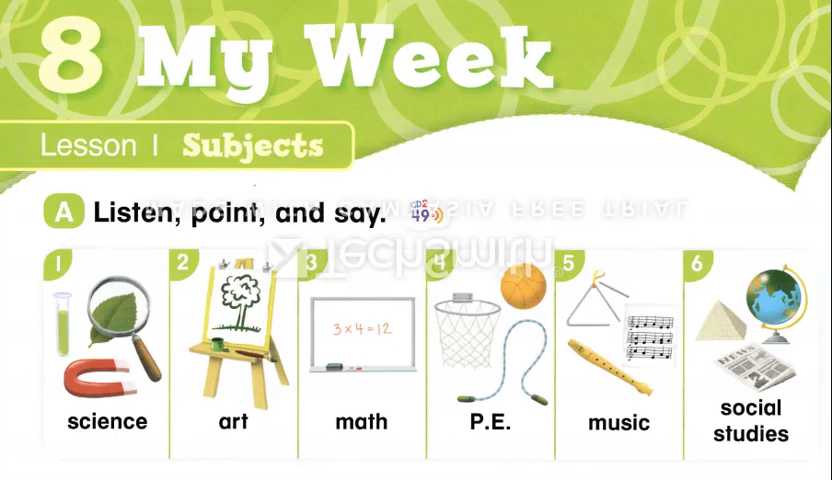 8 My Week
Lesson 1 Subjects
A Listen, point, and say. CD2 49
1 2 3 4 5 6
3 × 4 = 12
NEWS
science art math P.E. music social studies